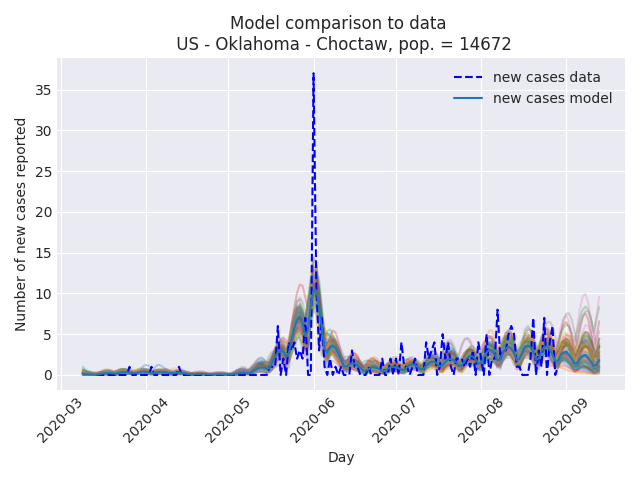 Model comparison to data
US - Oklahoma - Choctaw, pop. = 14672
new cases data
new cases model
Number of new cases reported
35
30
25
20
15
10
5
0
2020-03
2020-04
2020-05
2020-06
2020-07
2020-08
2020-09
Day